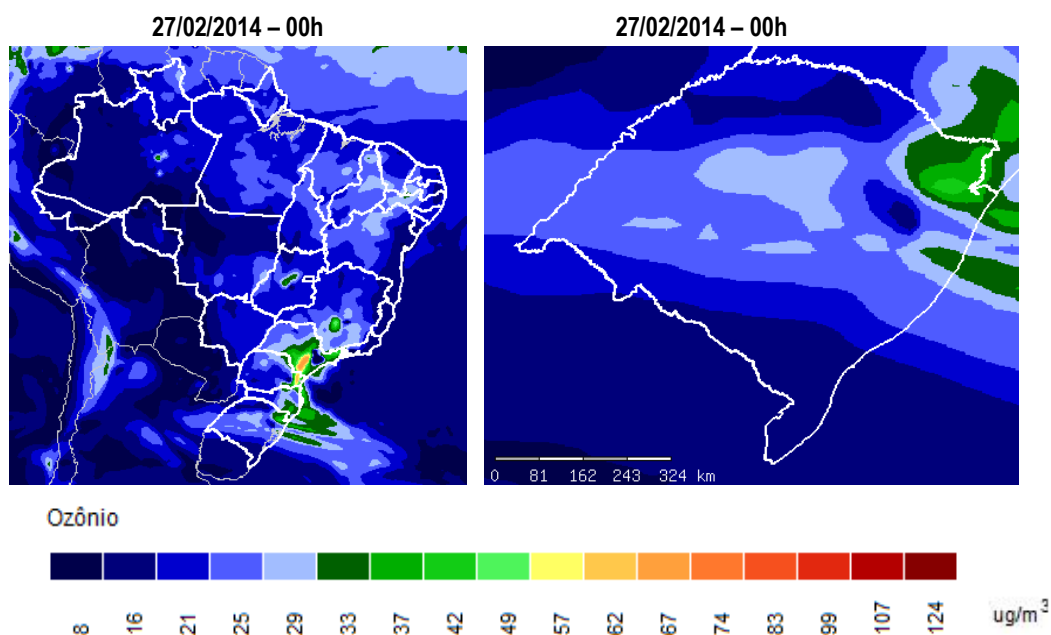 27/02/2014 – 00h 27/02/2014 – 00h
0 81 162 243 324 km
Ozônio
8 16 21 25 29 33 37 42 49 57 62 67 74 83 99 107 124 ug/m³